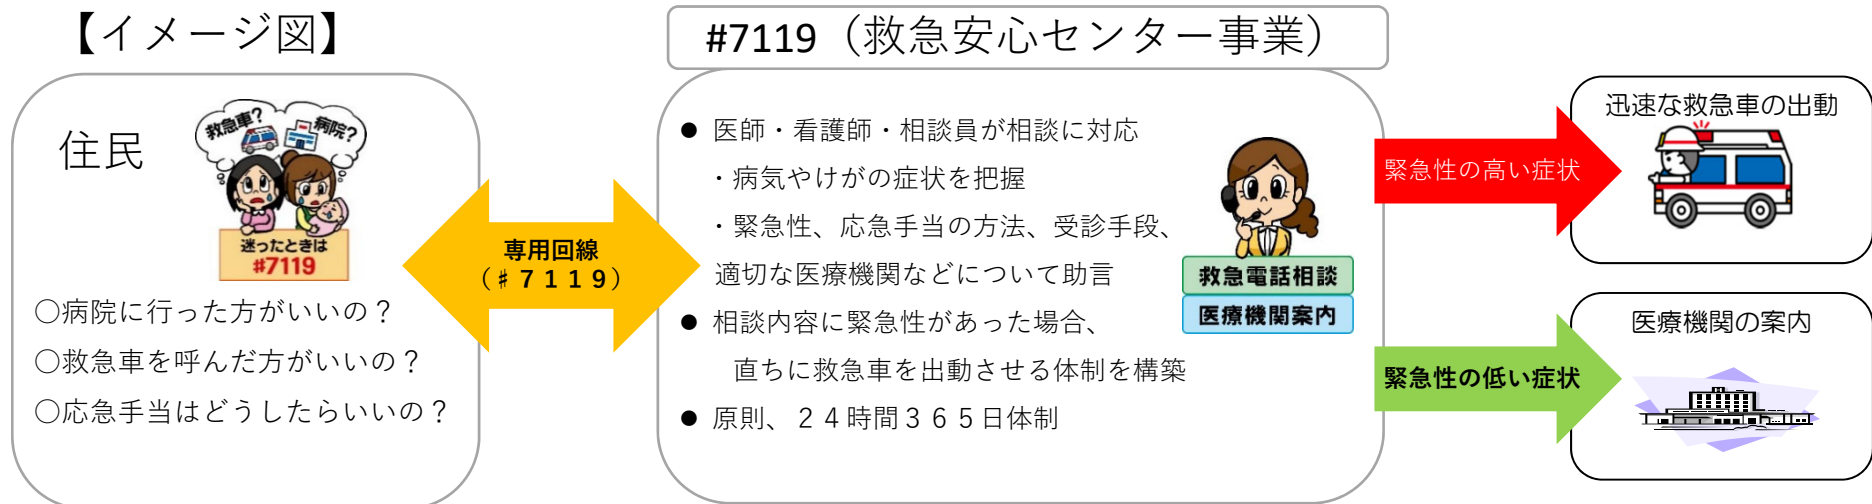 【イメージ図】
住民
救急車?
病院?
迷ったときは
#7119
○病院に行った方がいいの？
○救急車を呼んだ方がいいの？
○応急手当はどうしたらいいの？
専用回線
（♯７１１９）
#7119（救急安心センター事業）
● 医師・看護師・相談員が相談に対応
・病気やけがの症状を把握
・緊急性、応急手当の方法、受診手段、
適切な医療機関などについて助言
● 相談内容に緊急性があった場合、
直ちに救急車を出動させる体制を構築
● 原則、２４時間３６５日体制
救急電話相談
医療機関案内
緊急性の高い症状
迅速な救急車の出動
緊急性の低い症状
医療機関の案内